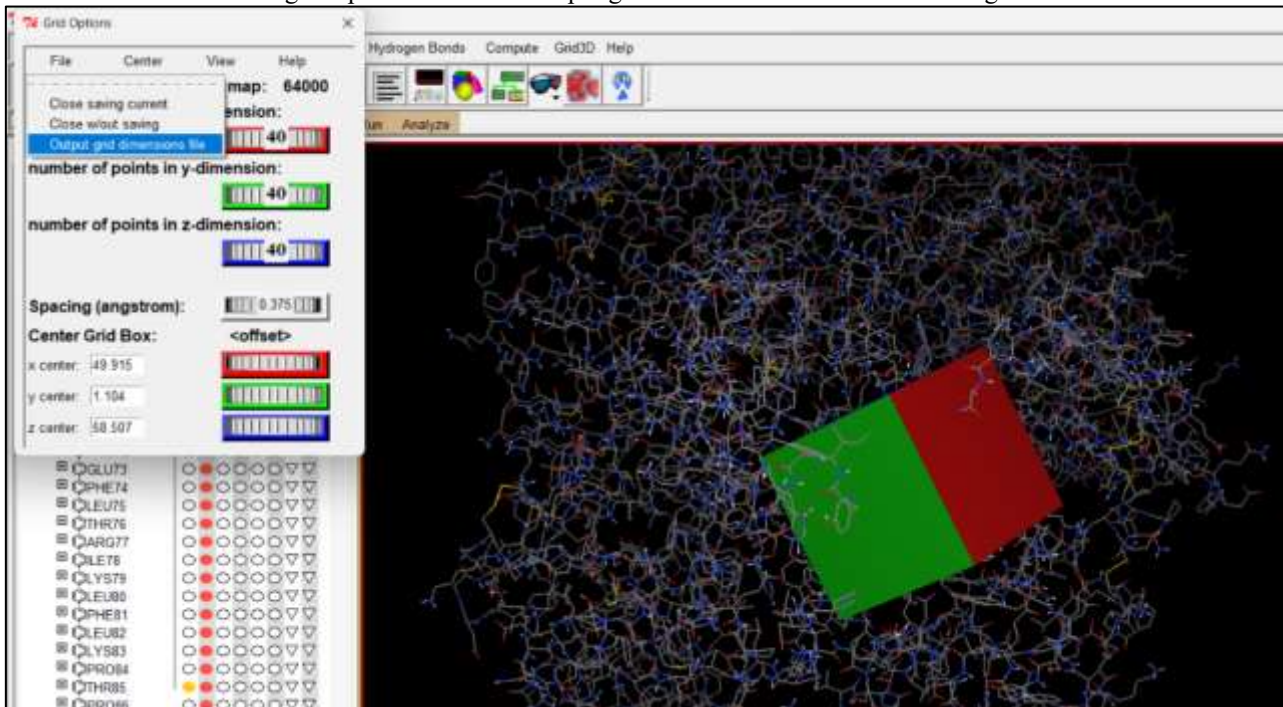 Grid Options
Hydrogen Bonds Compute Grid3D Help
File Center View Help
map: 64000
Close saving current
ension:
Close w/out saving
40
un Analyze
Output grid dimensions file
number of points in y-dimension:
40
number of points in z-dimension:
40
Spacing (angstrom): 0.375
Center Grid Box: <offset>
x center: 49.915
y center: 1.104
z center: 58.507
GLU73
PHE74
LEU75
THR76
ARG77
ILE78
LYS79
LEU80
PHE81
LEU82
LYS83
PRO84
THR85